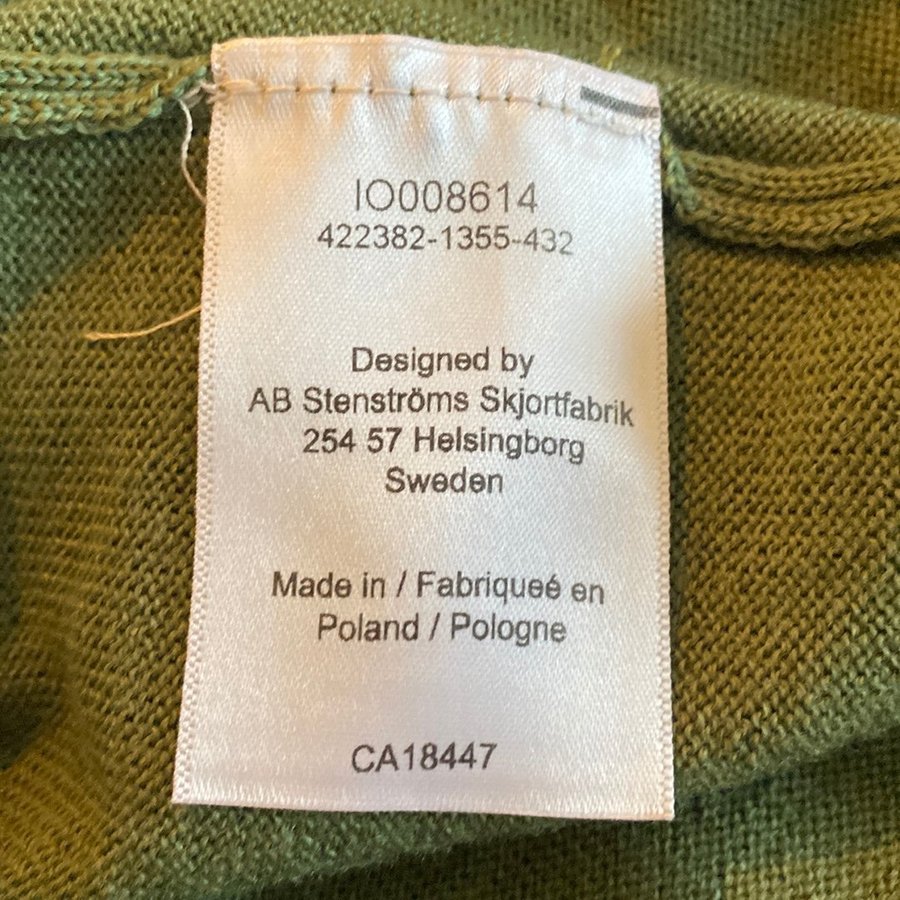 IO008614
422382-1355-432
Designed by
AB Stenströms Skjortfabrik
254 57 Helsingborg
Sweden
Made in / Fabriqueé en
Poland / Pologne
CA18447